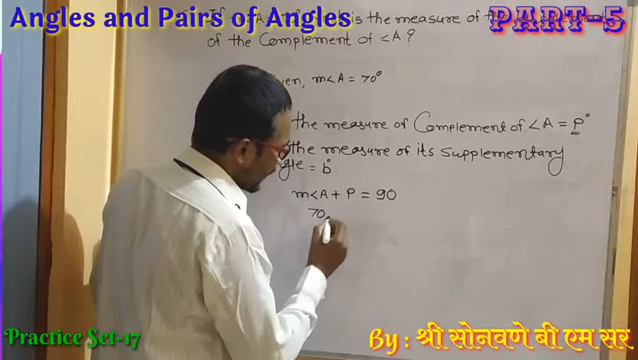 Angles and Pairs of Angles
PART-5
is the measure of the
of the Complement of ∠A?
m∠A = 70°
the measure of Complement of ∠A = p°
the measure of its Supplementary
= b°
m∠A + P = 90
70
Practice Set-17
By : श्री सोनवणे बी एम सर